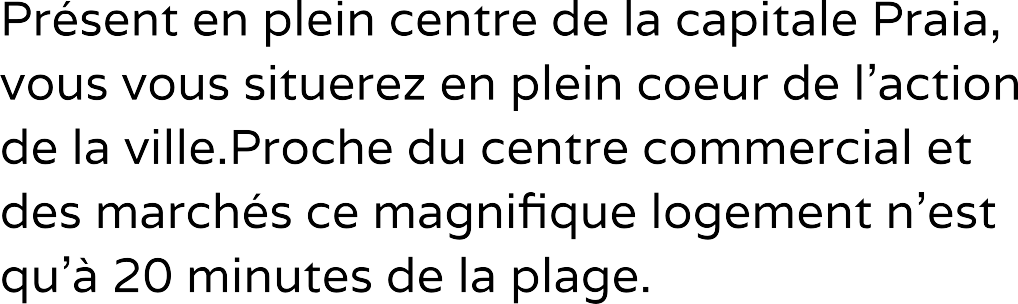 Présent en plein centre de la capitale Praia,
vous vous situerez en plein coeur de l’action
de la ville.Proche du centre commercial et
des marchés ce magnifique logement n’est
qu’à 20 minutes de la plage.